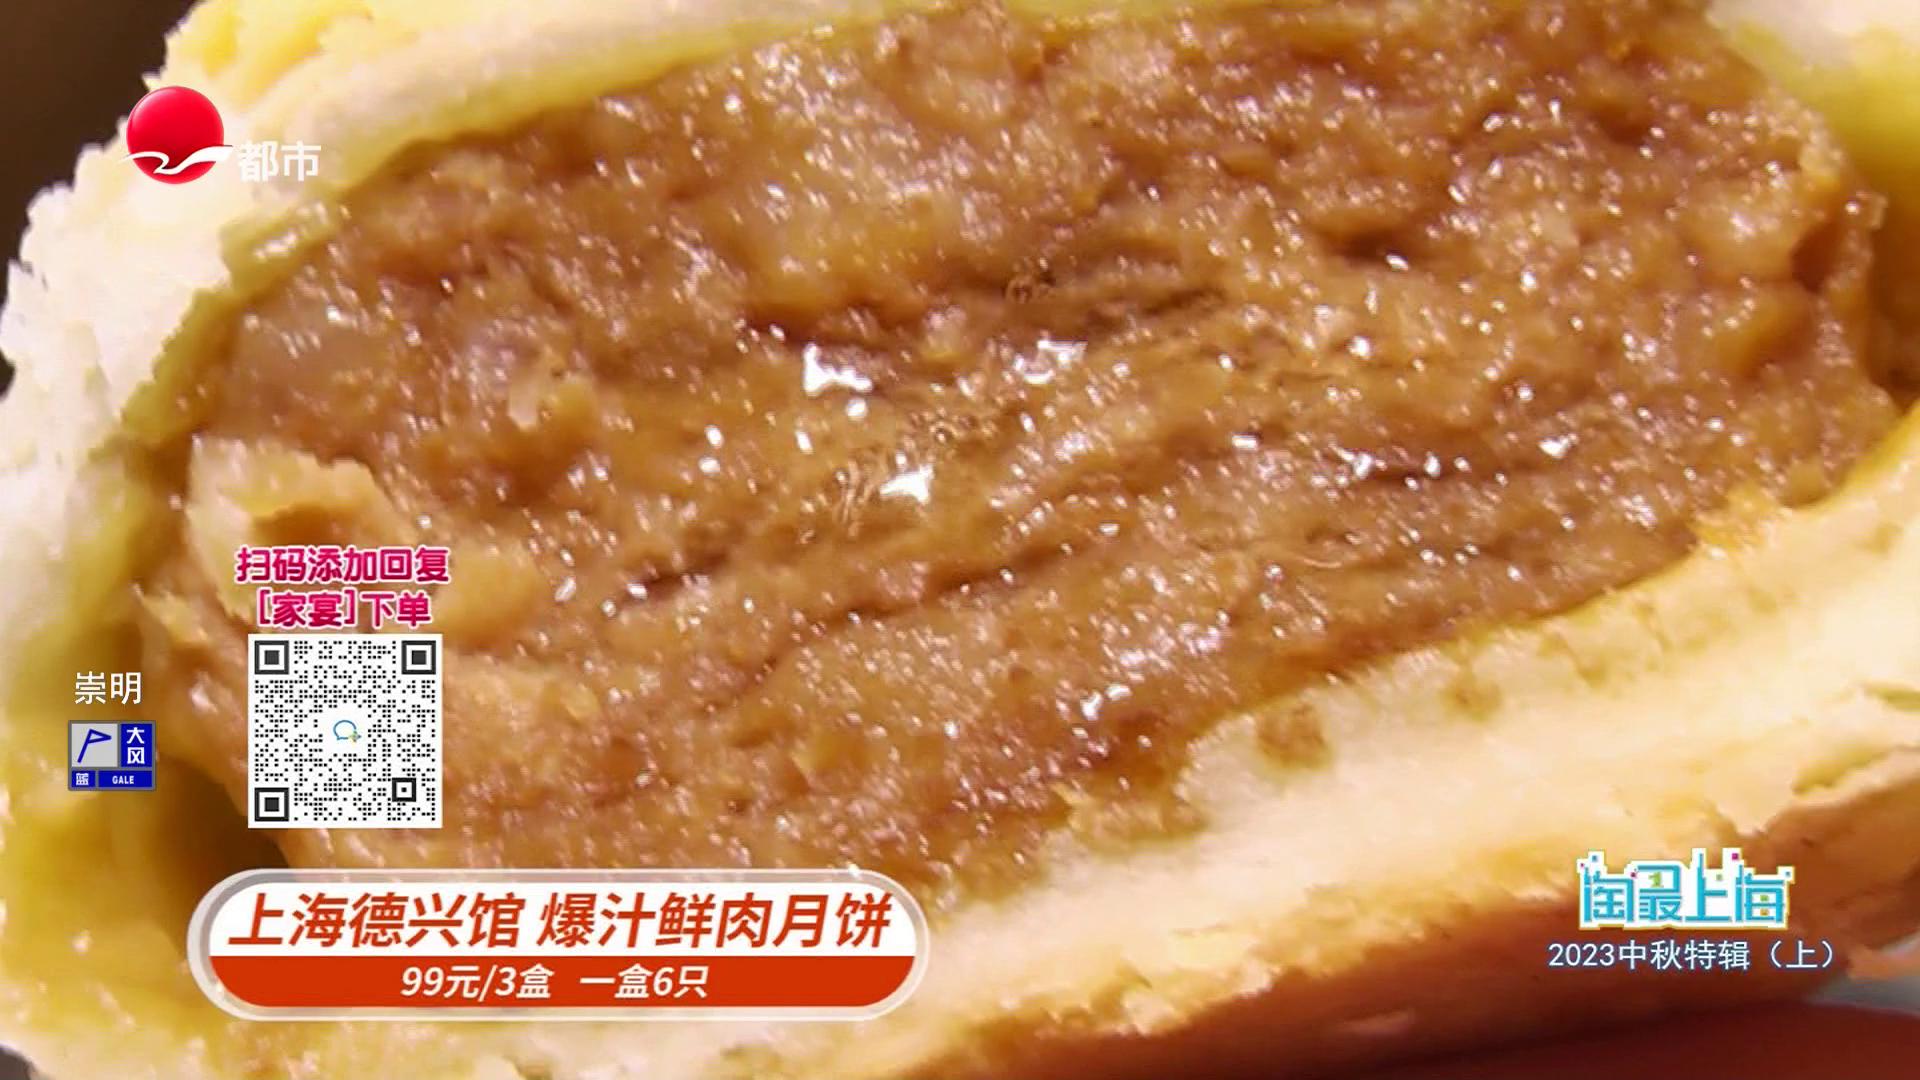 都市
扫码添加回复
[家宴]下单
崇明
大风
蓝 GALE
上海德兴馆 爆汁鲜肉月饼
99元/3盒 一盒6只
淘最上海
2023中秋特辑（上）